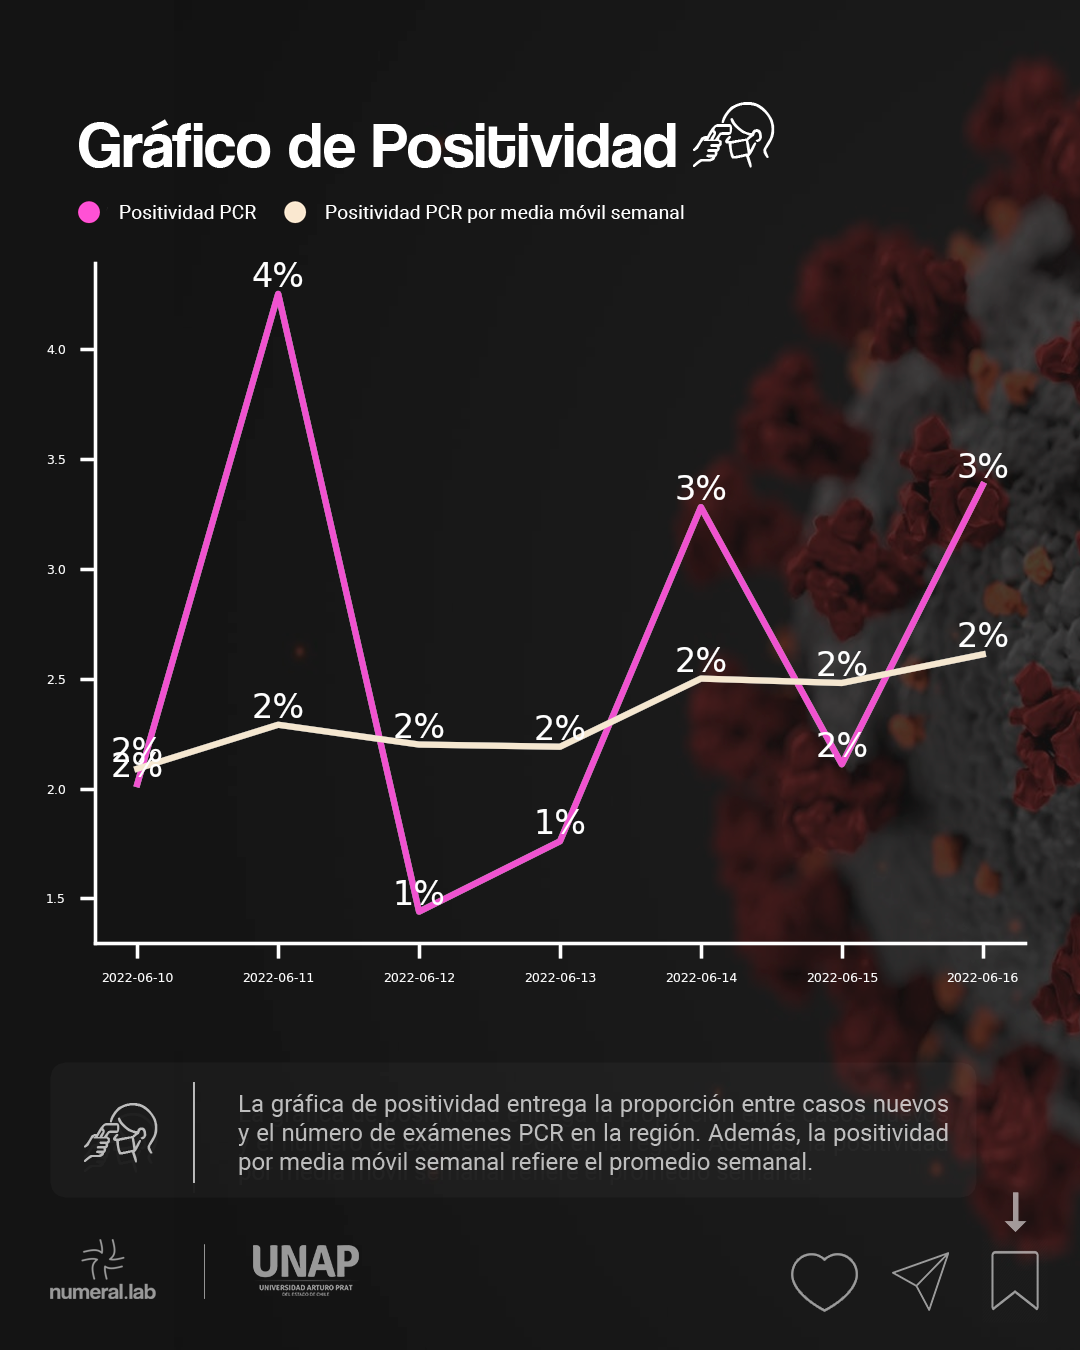 Gráfico de Positividad
Positividad PCR Positividad PCR por media móvil semanal
4%
4.0
3.5
3%
3%
3.0
2%
2%
2%
2.5
2%
2%
2%
2%
2%
2%
2.0
1%
1%
1.5
2022-06-10 2022-06-11 2022-06-12 2022-06-13 2022-06-14 2022-06-15 2022-06-16
La gráfica de positividad entrega la proporción entre casos nuevos
y el número de exámenes PCR en la región. Además, la positividad
por media móvil semanal refiere el promedio semanal.
numeral.lab
UNAP
UNIVERSIDAD ARTURO PRAT
DEL ESTADO DE CHILE